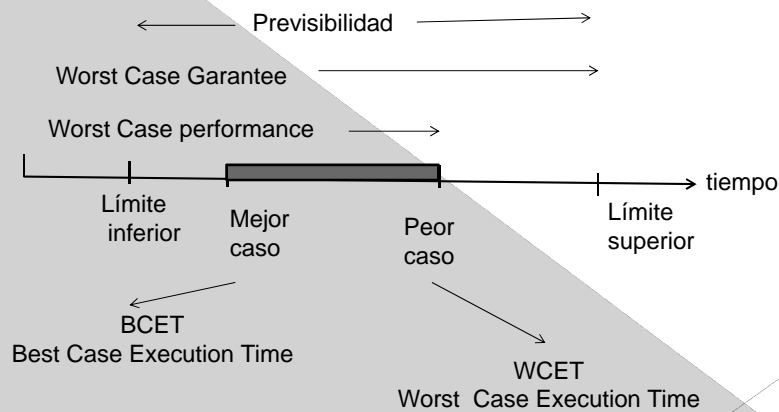 Previsibilidad
Worst Case Garantee
Worst Case performance
tiempo
Límite
inferior
Mejor
caso
Peor
caso
Límite
superior
BCET
Best Case Execution Time
WCET
Worst Case Execution Time